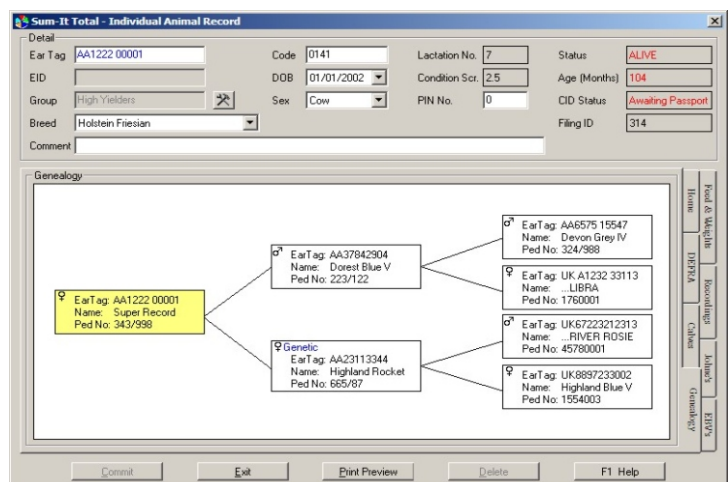 Sum-It Total - Individual Animal Record
Detail
Ear Tag AA1222 00001 Code 0141 Lactation No. 7 Status ALIVE
EID DOB 01/01/2002 Condition Scr. 2.5 Age (Months) 104
Group High Yielders Sex Cow PIN No. 0 CID Status Awaiting Passport
Breed Holstein Friesian Filing ID 314
Comment
Genealogy
EarTag: AA1222 00001
Name: Super Record
Ped No: 343/998
EarTag: AA37842904
Name: Dorest Blue V
Ped No: 223/122
Genetic
EarTag: AA23113344
Name: Highland Rocket
Ped No: 665/87
EarTag: AA6575 15547
Name: Devon Grey IV
Ped No: 324/988
EarTag: UK A1232 33113
Name: ...LIBRA
Ped No: 1760001
EarTag: UK67223212313
Name: ...RIVER ROSIE
Ped No: 45780001
EarTag: UK8897233002
Name: Highland Blue V
Ped No: 1554003
Home
DEFRA
Calves
Genealogy
Feed & Weights
Recordings
Johne's
EBV's
Commit Exit Print Preview Delete F1 Help